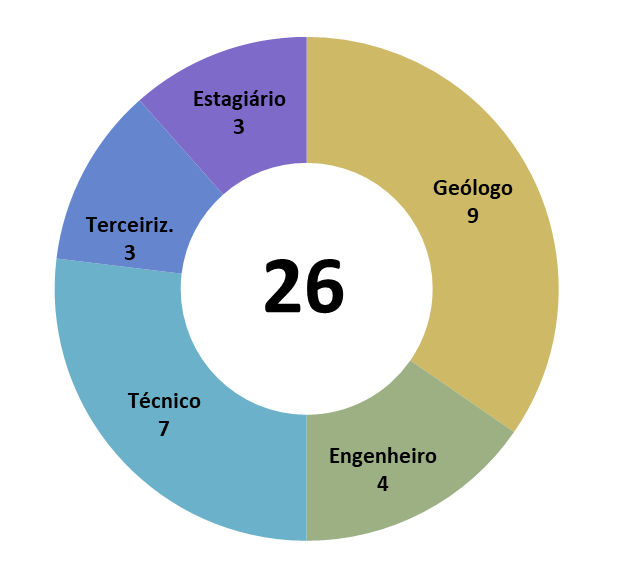 Estagiário
3
Geólogo
9
Terceiriz.
3
26
Técnico
7
Engenheiro
4